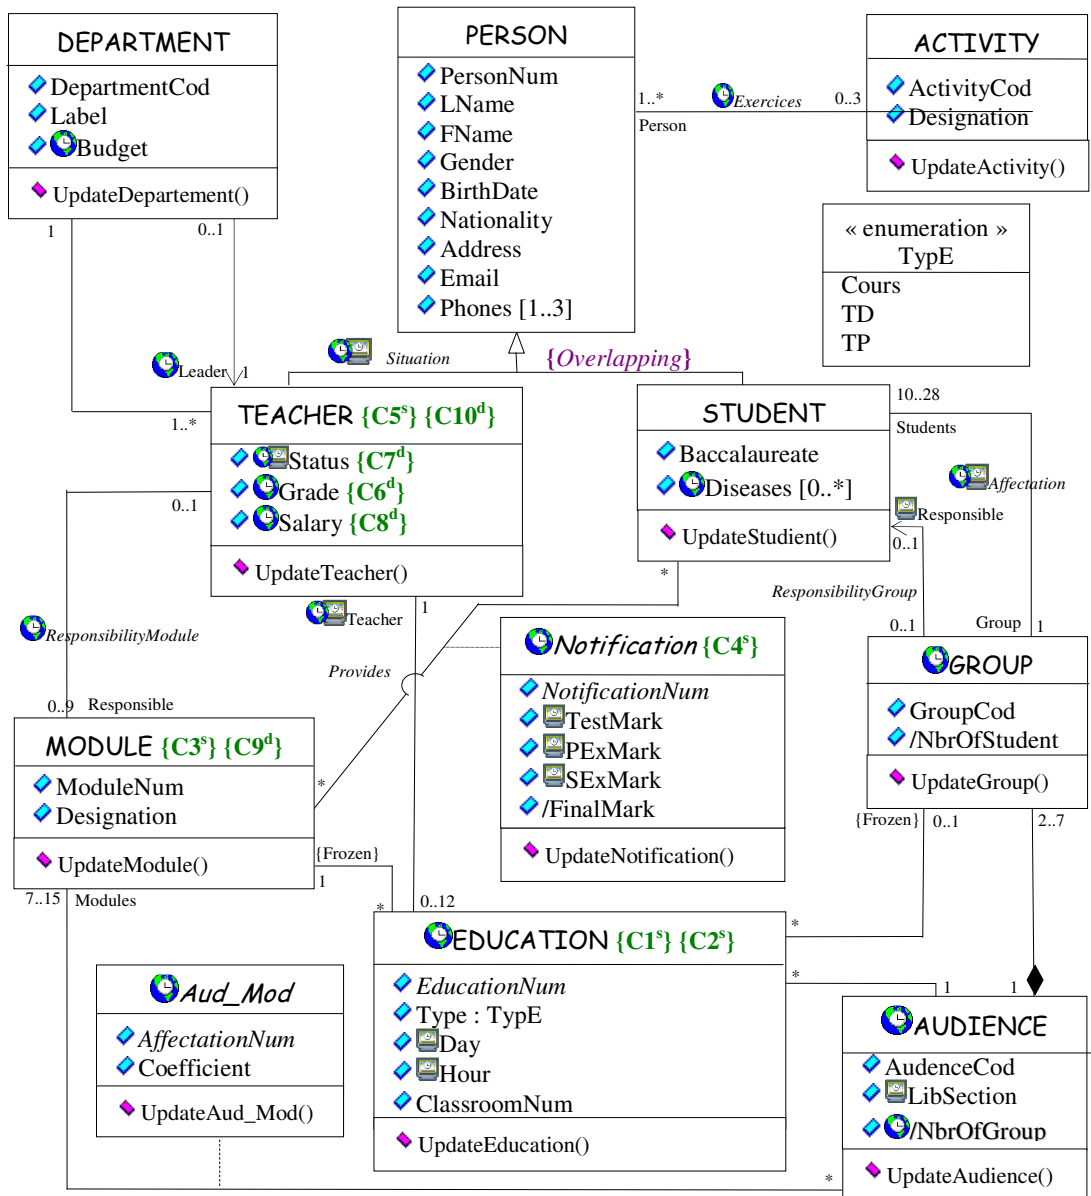 DEPARTMENT
DepartmentCod
Label
Budget
UpdateDepartement()
PERSON
PersonNum
LName
FName
Gender
BirthDate
Nationality
Address
Email
Phones [1..3]
1..*
Exercices
0..3
Person
ACTIVITY
ActivityCod
Designation
UpdateActivity()
« enumeration »
TypE
Cours
TD
TP
1
0..1
Leader
1
1..*
Situation
{Overlapping}
TEACHER {C5s} {C10d}
Status {C7d}
Grade {C6d}
Salary {C8d}
UpdateTeacher()
STUDENT
Baccalaureate
Diseases [0..*]
UpdateStudient()
10..28
Students
Affectation
Responsible
0..1
ResponsibilityGroup
0..1
Group
1
0..1
ResponsibilityModule
0..9
Responsible
1
Teacher
*
Provides
Notification {C4s}
NotificationNum
TestMark
PExMark
SExMark
/FinalMark
UpdateNotification()
GROUP
GroupCod
/NbrOfStudent
UpdateGroup()
MODULE {C3s} {C9d}
ModuleNum
Designation
UpdateModule()
*
{Frozen}
1
*
0..12
7..15
Modules
{Frozen}
0..1
2..7
*
*
1
1
EDUCATION {C1s} {C2s}
EducationNum
Type : TypE
Day
Hour
ClassroomNum
UpdateEducation()
Aud_Mod
AffectationNum
Coefficient
UpdateAud_Mod()
AUDIENCE
AudenceCod
LibSection
/NbrOfGroup
UpdateAudience()
*